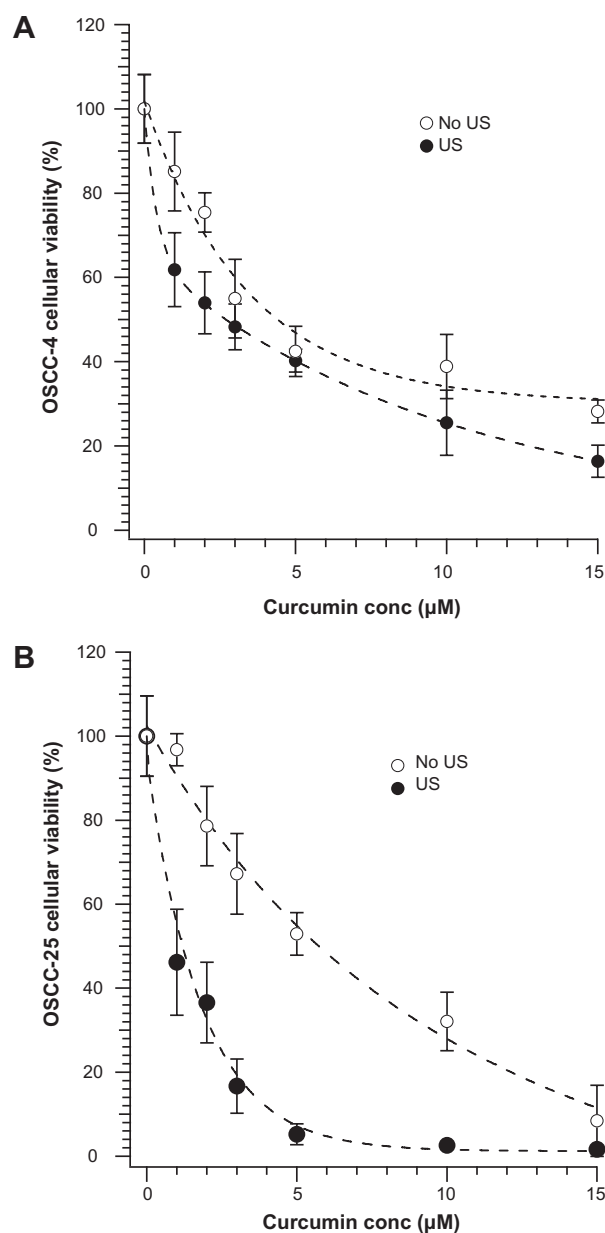 A
OSCC-4 cellular viability (%)
120
100
80
60
40
20
0
No US
US
0 5 10 15
Curcumin conc (µM)
B
OSCC-25 cellular viability (%)
120
100
80
60
40
20
0
No US
US
0 5 10 15
Curcumin conc (µM)